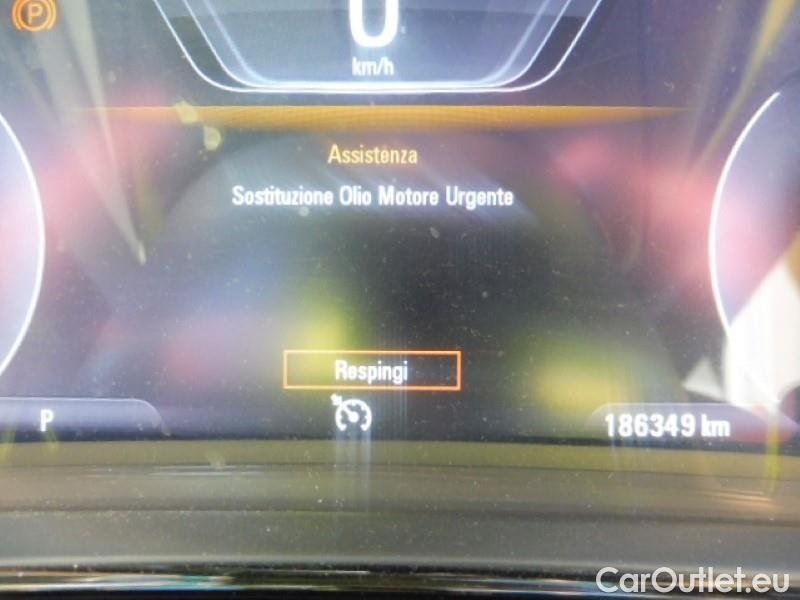 P
0
km/h
Assistenza
Sostituzione Olio Motore Urgente
Respingi
P
186349 km
CarOutlet.eu